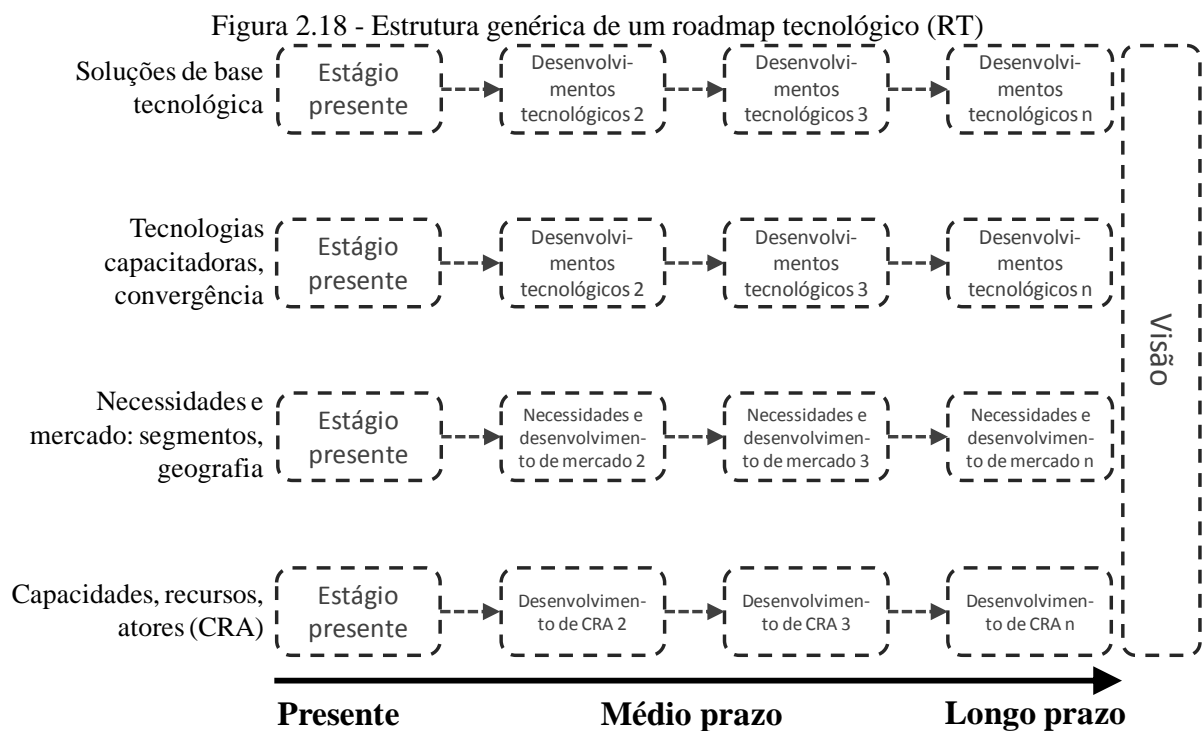 Figura 2.18 - Estrutura genérica de um roadmap tecnológico (RT)
Soluções de base
tecnológica
Estágio
presente
Desenvolvi-
mentos
tecnológicos 2
Desenvolvi-
mentos
tecnológicos 3
Desenvolvi-
mentos
tecnológicos n
Tecnologias
capacitadoras,
convergência
Estágio
presente
Desenvolvi-
mentos
tecnológicos 2
Desenvolvi-
mentos
tecnológicos 3
Desenvolvi-
mentos
tecnológicos n
Necessidades e
mercado: segmentos,
geografia
Estágio
presente
Necessidades e
desenvolvimen-
to de mercado 2
Necessidades e
desenvolvimen-
to de mercado 3
Necessidades e
desenvolvimen-
to de mercado n
Capacidades, recursos,
atores (CRA)
Estágio
presente
Desenvolvimen-
to de CRA 2
Desenvolvimen-
to de CRA 3
Desenvolvimen-
to de CRA n
Visão
Presente
Médio prazo
Longo prazo